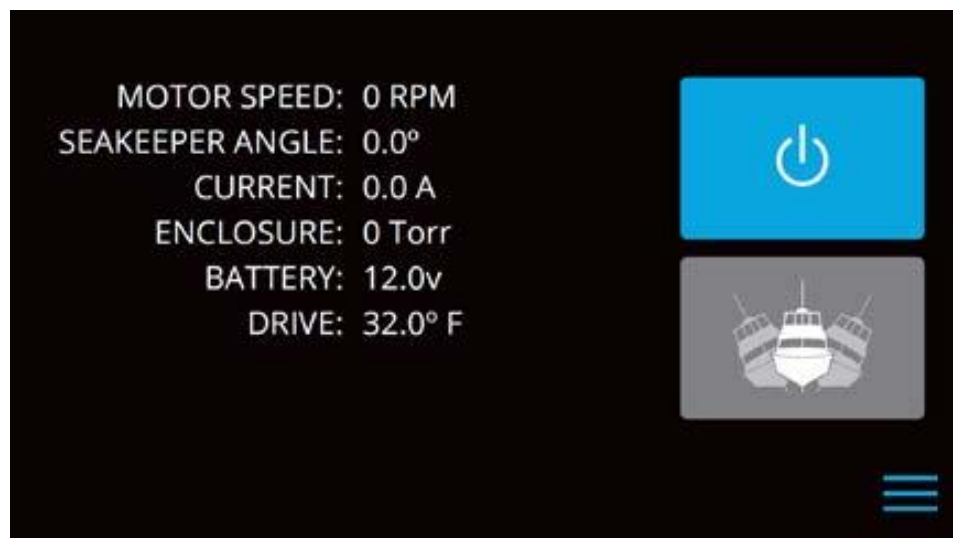 MOTOR SPEED: 0 RPM
SEAKEEPER ANGLE: 0.0º
CURRENT: 0.0 A
ENCLOSURE: 0 Torr
BATTERY: 12.0v
DRIVE: 32.0º F